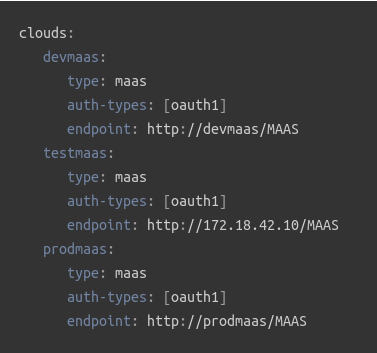 clouds:
   devmaas:
      type: maas
      auth-types: [oauth1]
      endpoint: http://devmaas/MAAS
   testmaas:
      type: maas
      auth-types: [oauth1]
      endpoint: http://172.18.42.10/MAAS
   prodmaas:
      type: maas
      auth-types: [oauth1]
      endpoint: http://prodmaas/MAAS